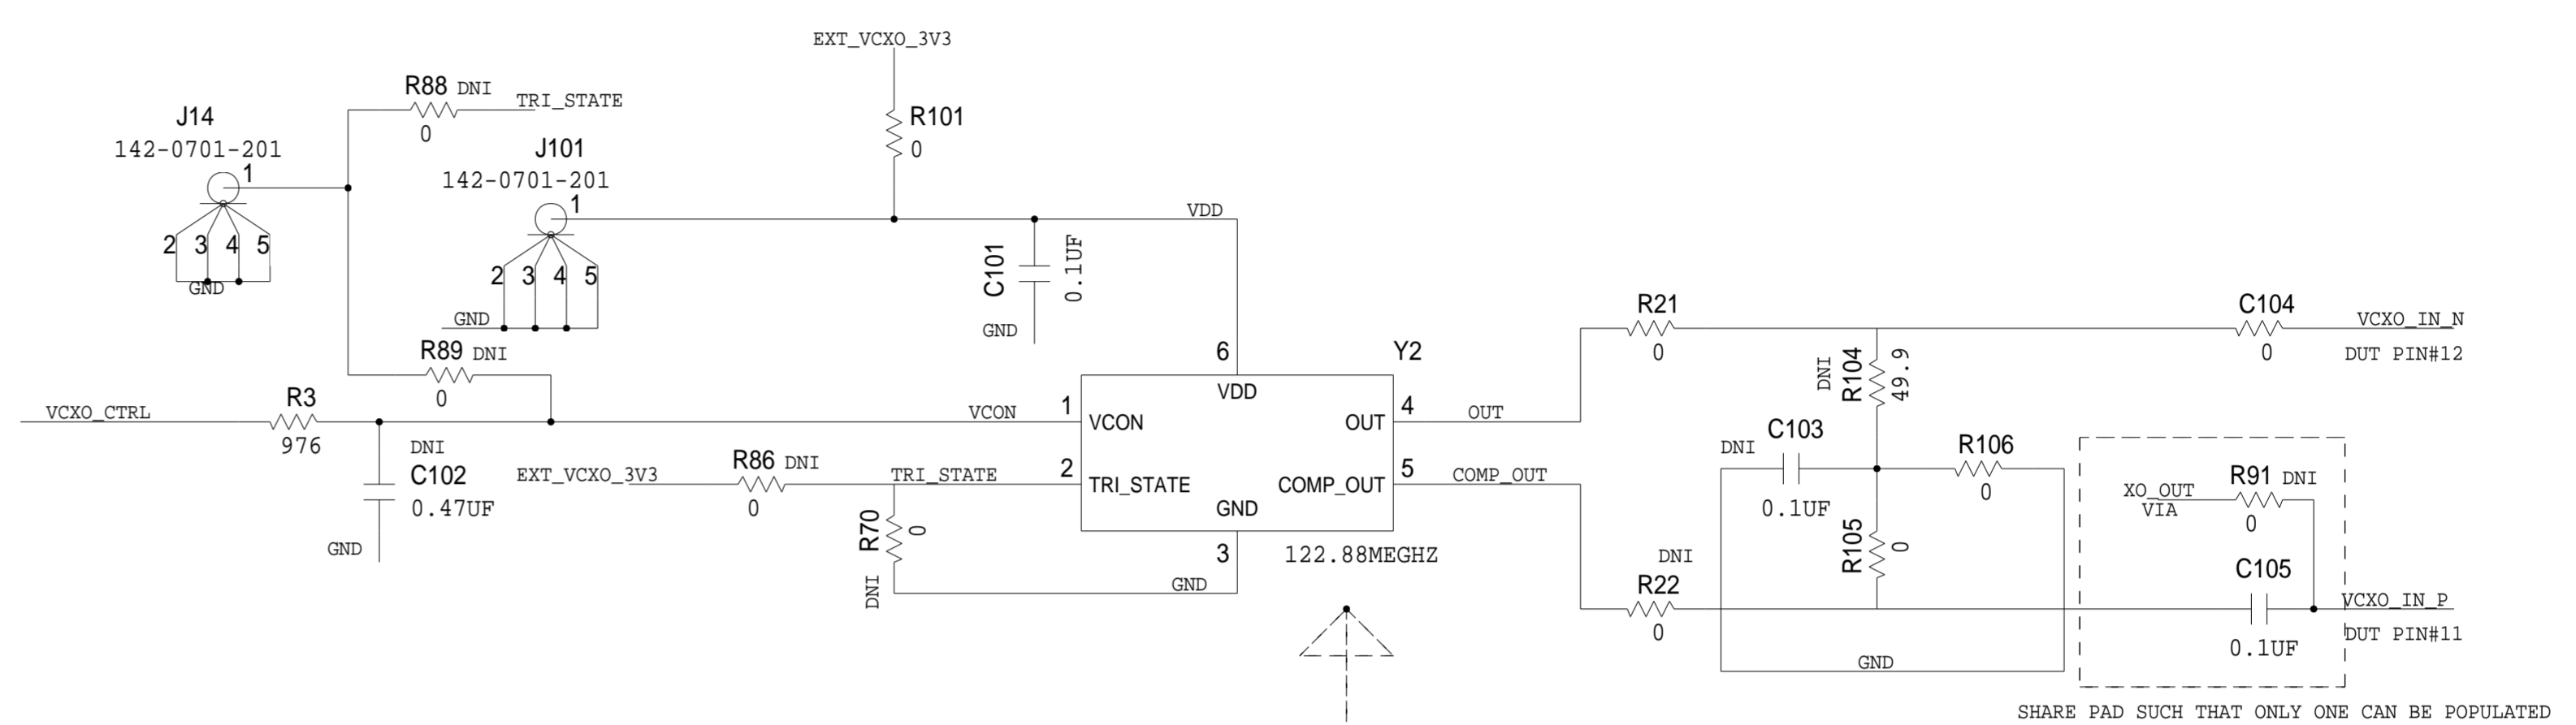 EXT_VCXO_3V3
R88 DNI
TRI_STATE
0
J14
142-0701-201
1
2 3 4 5
GND
J101
142-0701-201
1
2 3 4 5
GND
R101
0
VDD
C101
0.1UF
GND
R89 DNI
0
VCXO_CTRL
R3
976
DNI
C102
0.47UF
GND
VCON
EXT_VCXO_3V3
R86 DNI
0
TRI_STATE
R70
0
DNI
GND
Y2
6
VDD
1
VCON
2
TRI_STATE
GND
3
OUT
4
COMP_OUT
5
122.88MEGHZ
OUT
COMP_OUT
R21
0
DNI
R22
0
DNI
R104
49.9
DNI
C103
0.1UF
R106
0
R105
0
GND
C104
0
VCXO_IN_N
DUT PIN#12
R91 DNI
XO_OUT
VIA
0
C105
0.1UF
VCXO_IN_P
DUT PIN#11
SHARE PAD SUCH THAT ONLY ONE CAN BE POPULATED